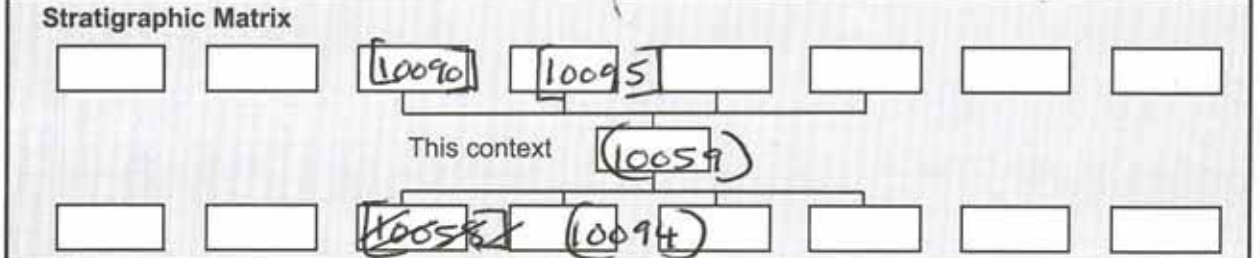 Stratigraphic Matrix
[10090] [10095]
This context (10059)
(10094)